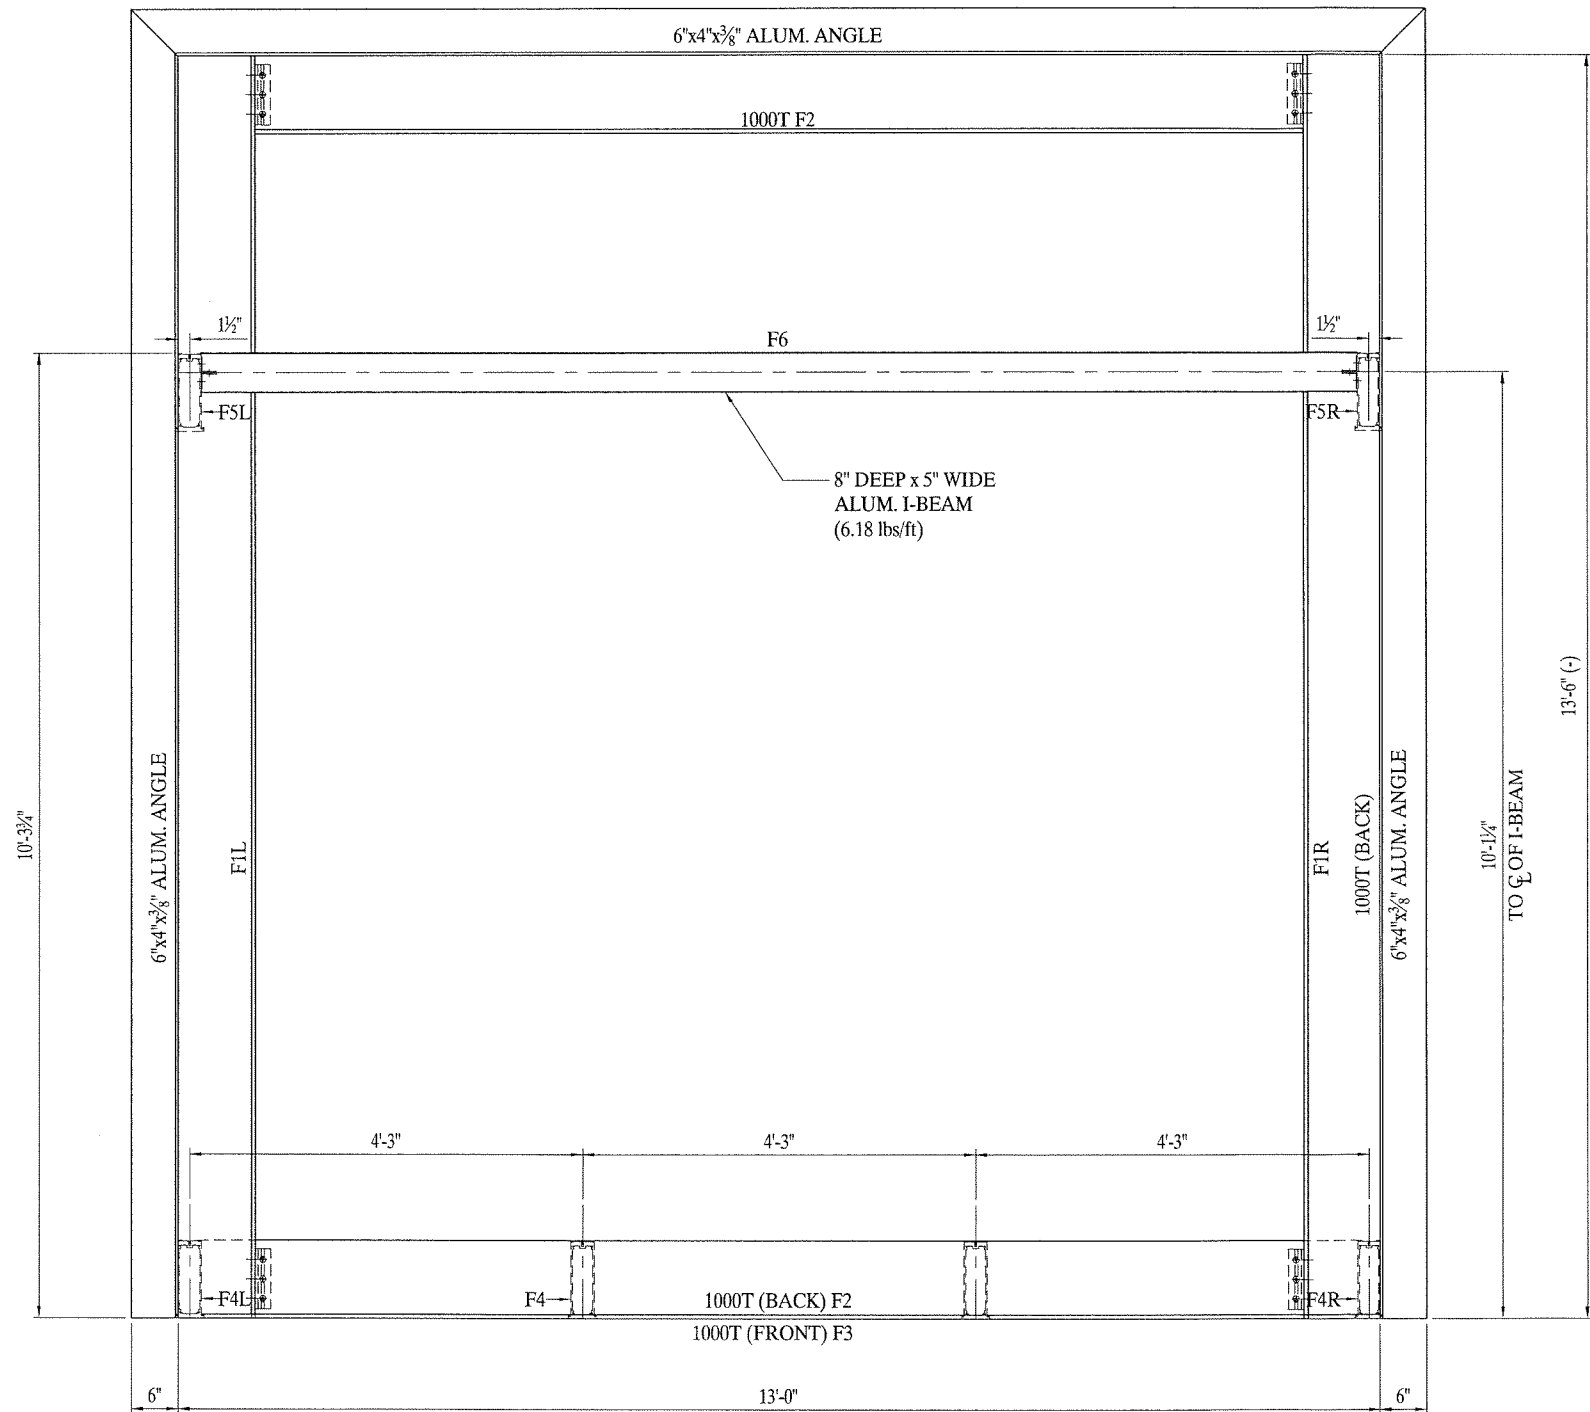 6"x4"x⅜" ALUM. ANGLE
1000T F2
1½"
1½"
F6
F5L
F5R
8" DEEP x 5" WIDE
ALUM. I-BEAM
(6.18 lbs/ft)
10'-3¾"
6"x4"x⅜" ALUM. ANGLE
F1L
F1R
1000T (BACK)
6"x4"x⅜" ALUM. ANGLE
10'-1¼"
TO ℄ OF I-BEAM
13'-6" (-)
4'-3"
4'-3"
4'-3"
F4L
F4
1000T (BACK) F2
F4R
1000T (FRONT) F3
6"
13'-0"
6"